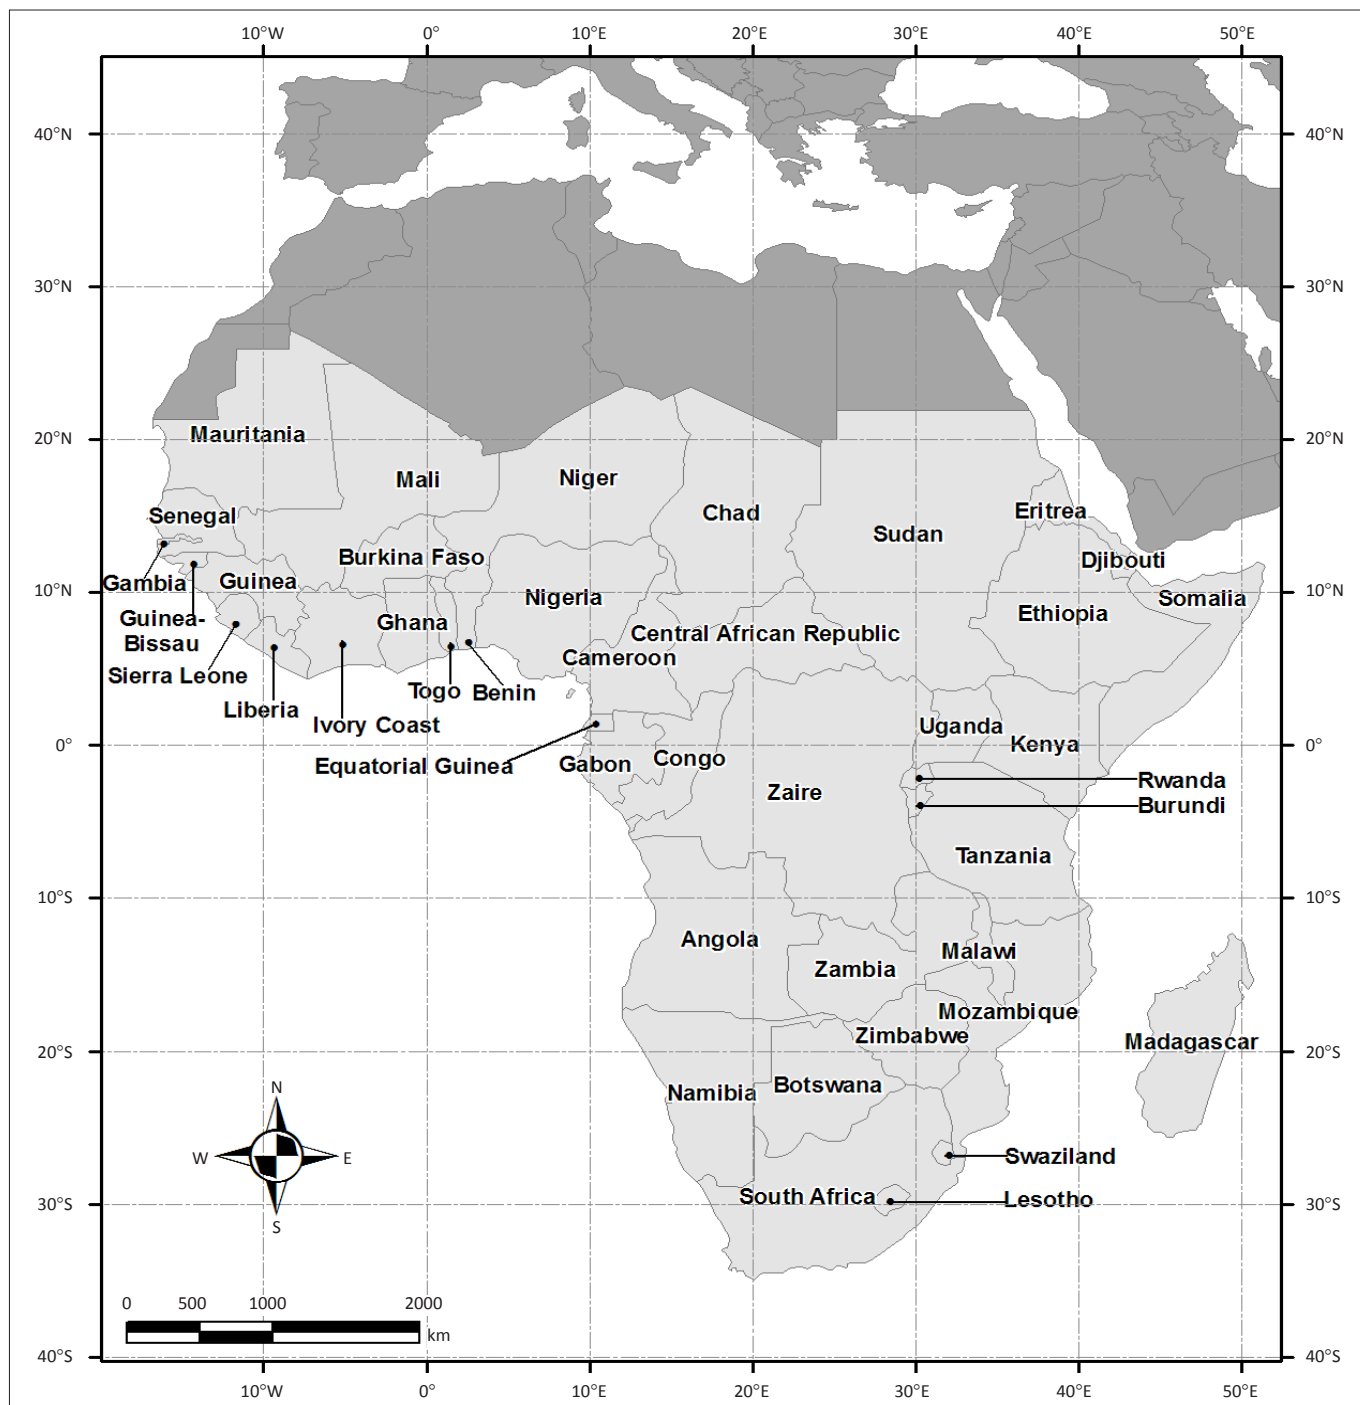 10°W 0° 10°E 20°E 30°E 40°E 50°E
40°N 40°N
30°N 30°N
20°N 20°N
Mauritania
Mali
Niger
Chad
Sudan
Eritrea
Senegal
Burkina Faso
Djibouti
Gambia
Guinea
10°N 10°N
Nigeria
Somalia
Ethiopia
Guinea-
Bissau
Ghana
Central African Republic
Cameroon
Sierra Leone
Togo
Benin
Liberia
Ivory Coast
Uganda
Kenya
0° 0°
Equatorial Guinea
Gabon
Congo
Zaire
Rwanda
Burundi
Tanzania
10°S 10°S
Angola
Malawi
Zambia
Mozambique
Zimbabwe
Madagascar
20°S 20°S
Botswana
Namibia
N
W E
S
Swaziland
South Africa
Lesotho
30°S 30°S
0 500 1000 2000
km
40°S 40°S
10°W 0° 10°E 20°E 30°E 40°E 50°E